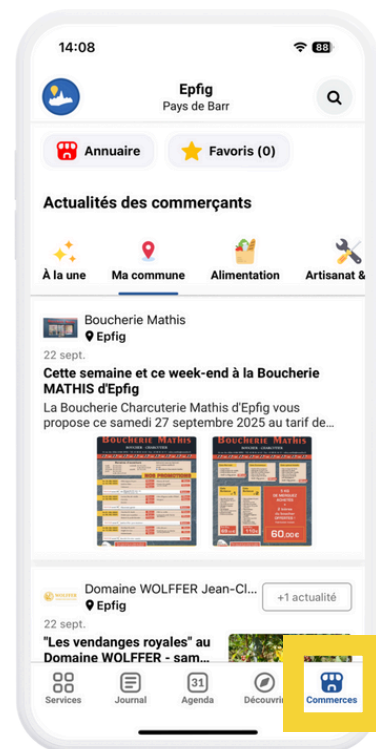 14:08
88
Epfig
Pays de Barr
Annuaire
Favoris (0)
Actualités des commerçants
À la une
Ma commune
Alimentation
Artisanat &
Boucherie Mathis
Epfig
22 sept.
Cette semaine et ce week-end à la Boucherie
MATHIS d'Epfig
La Boucherie Charcuterie Mathis d'Epfig vous
propose ce samedi 27 septembre 2025 au tarif de...
BOUCHERIE MATHIS
BOUCHERIE MATHIS
60,00€
WOLFFER
Domaine WOLFFER Jean-Cl...
Epfig
+1 actualité
22 sept.
"Les vendanges royales" au
Domaine WOLFFER - sam...
Services
Journal
31
Agenda
Découvrir
Commerces